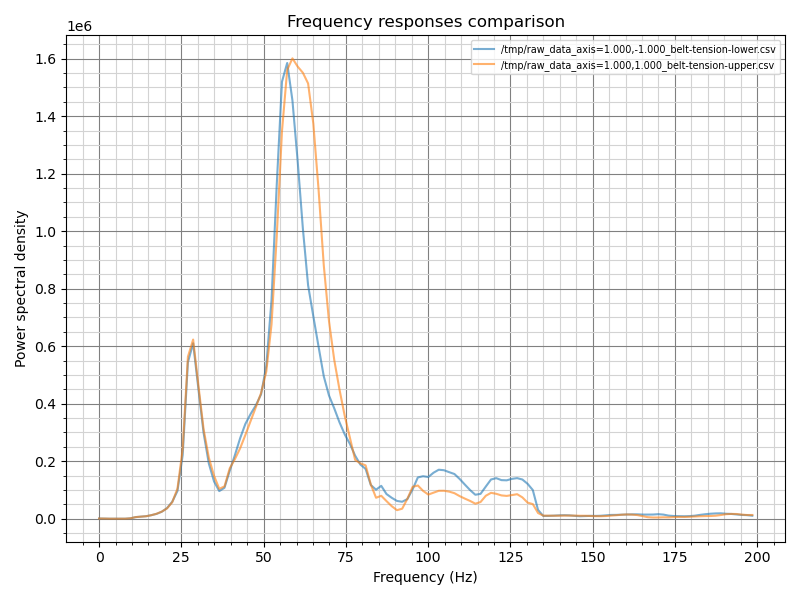 Frequency responses comparison
1e6
/tmp/raw_data_axis=1.000,-1.000_belt-tension-lower.csv
/tmp/raw_data_axis=1.000,1.000_belt-tension-upper.csv
1.6
1.4
1.2
1.0
0.8
0.6
0.4
0.2
0.0
Power spectral density
0 25 50 75 100 125 150 175 200
Frequency (Hz)